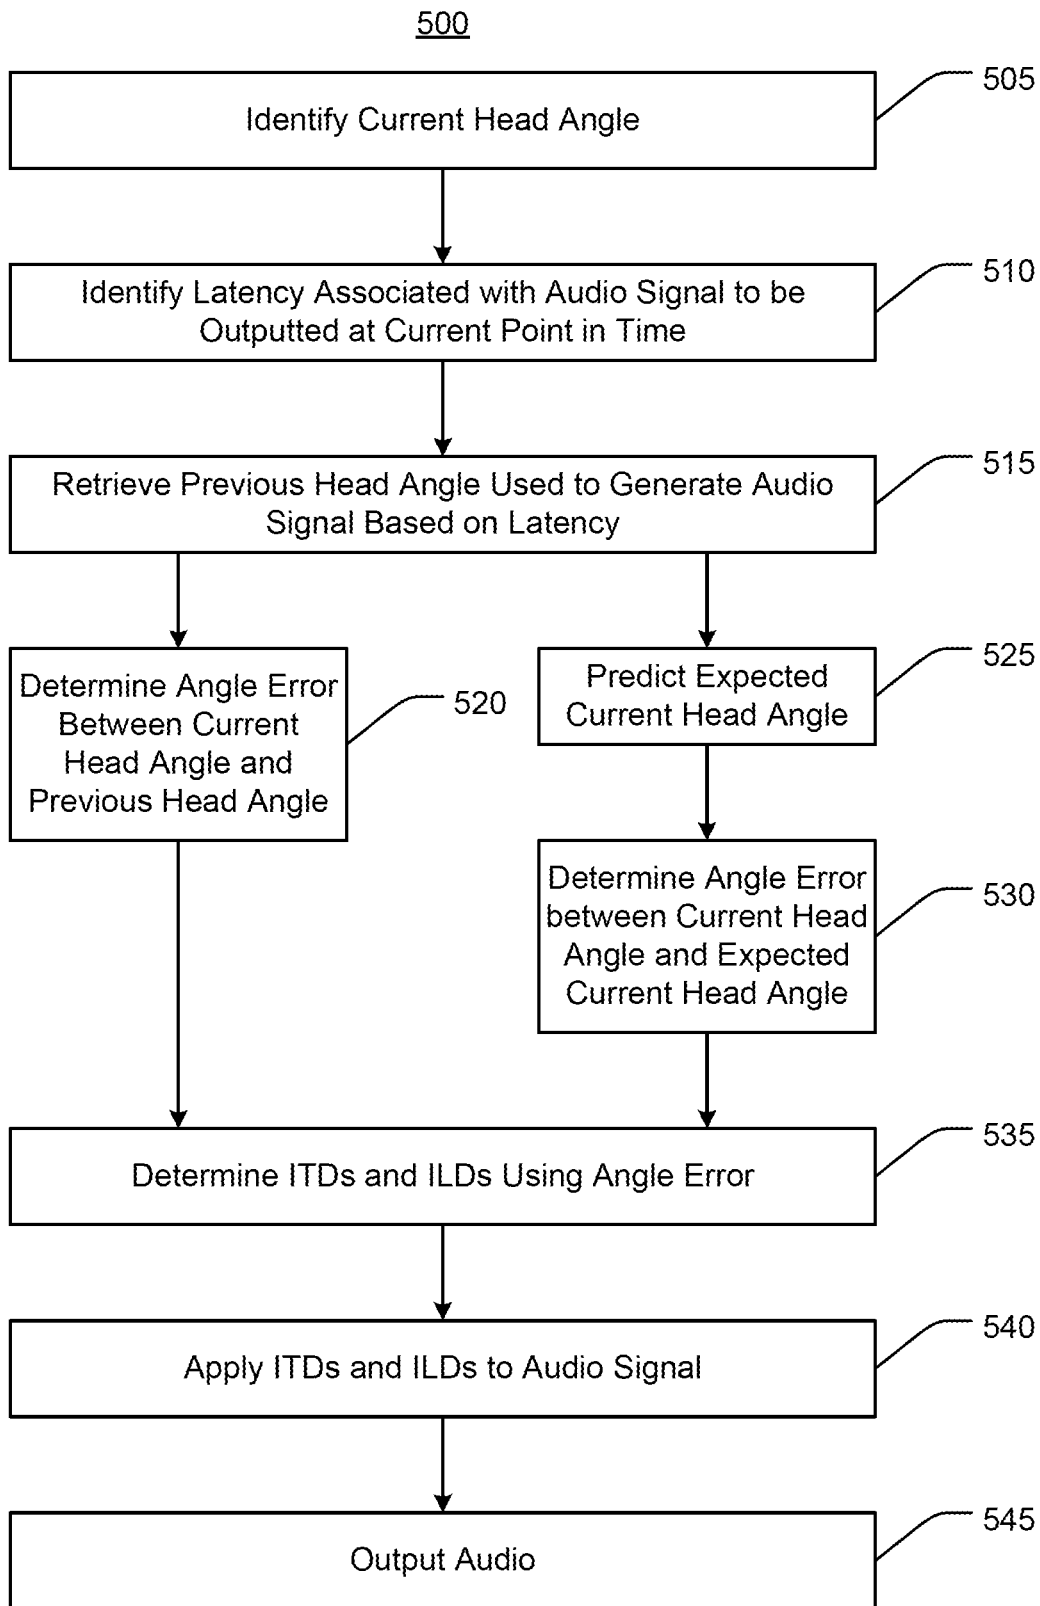 500
Identify Current Head Angle
505
Identify Latency Associated with Audio Signal to be
Outputted at Current Point in Time
510
Retrieve Previous Head Angle Used to Generate Audio
Signal Based on Latency
515
Determine Angle Error
Between Current
Head Angle and
Previous Head Angle
520
Predict Expected
Current Head Angle
525
Determine Angle Error
between Current Head
Angle and Expected
Current Head Angle
530
Determine ITDs and ILDs Using Angle Error
535
Apply ITDs and ILDs to Audio Signal
540
Output Audio
545